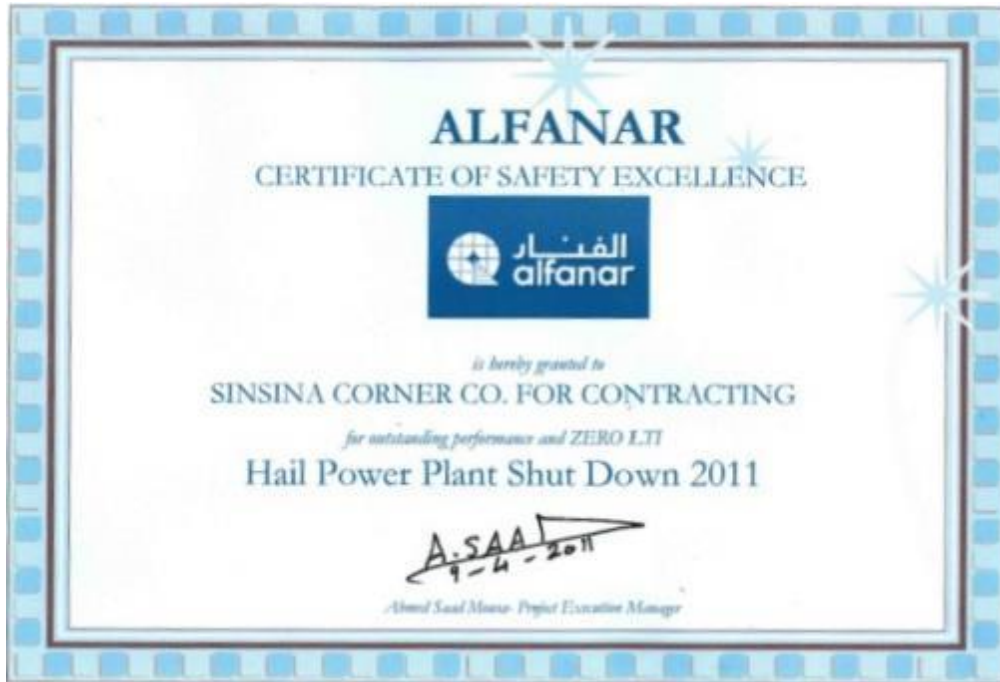 ALFANAR
CERTIFICATE OF SAFETY EXCELLENCE
الفنار
alfanar
is hereby granted to
SINSINA CORNER CO. FOR CONTRACTING
for outstanding performance and ZERO LTI
Hail Power Plant Shut Down 2011
A.SAAD
9-4-2011
Ahmed Saad Mousa- Project Execution Manager